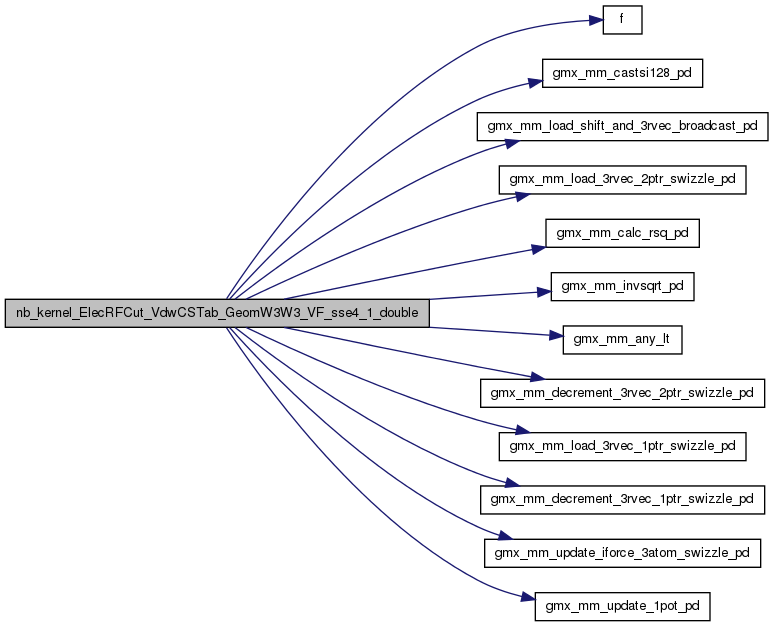 f
gmx_mm_castsi128_pd
gmx_mm_load_shift_and_3rvec_broadcast_pd
gmx_mm_load_3rvec_2ptr_swizzle_pd
gmx_mm_calc_rsq_pd
gmx_mm_invsqrt_pd
nb_kernel_ElecRFCut_VdwCSTab_GeomW3W3_VF_sse4_1_double
gmx_mm_any_lt
gmx_mm_decrement_3rvec_2ptr_swizzle_pd
gmx_mm_load_3rvec_1ptr_swizzle_pd
gmx_mm_decrement_3rvec_1ptr_swizzle_pd
gmx_mm_update_iforce_3atom_swizzle_pd
gmx_mm_update_1pot_pd